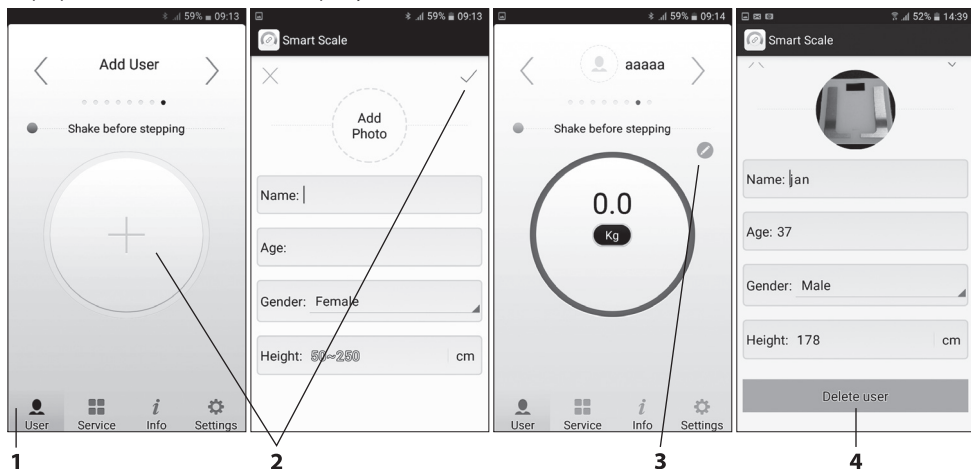 59% 09:13
Add User
Shake before stepping
User Service Info Settings
59% 09:13
Smart Scale
Add
Photo
Name:
Age:
Gender: Female
Height: 50~250 cm
59% 09:14
aaaaa
Shake before stepping
0.0
Kg
User Service Info Settings
52% 14:39
Smart Scale
Name: jan
Age: 37
Gender: Male
Height: 178 cm
Delete user
1 2 3 4